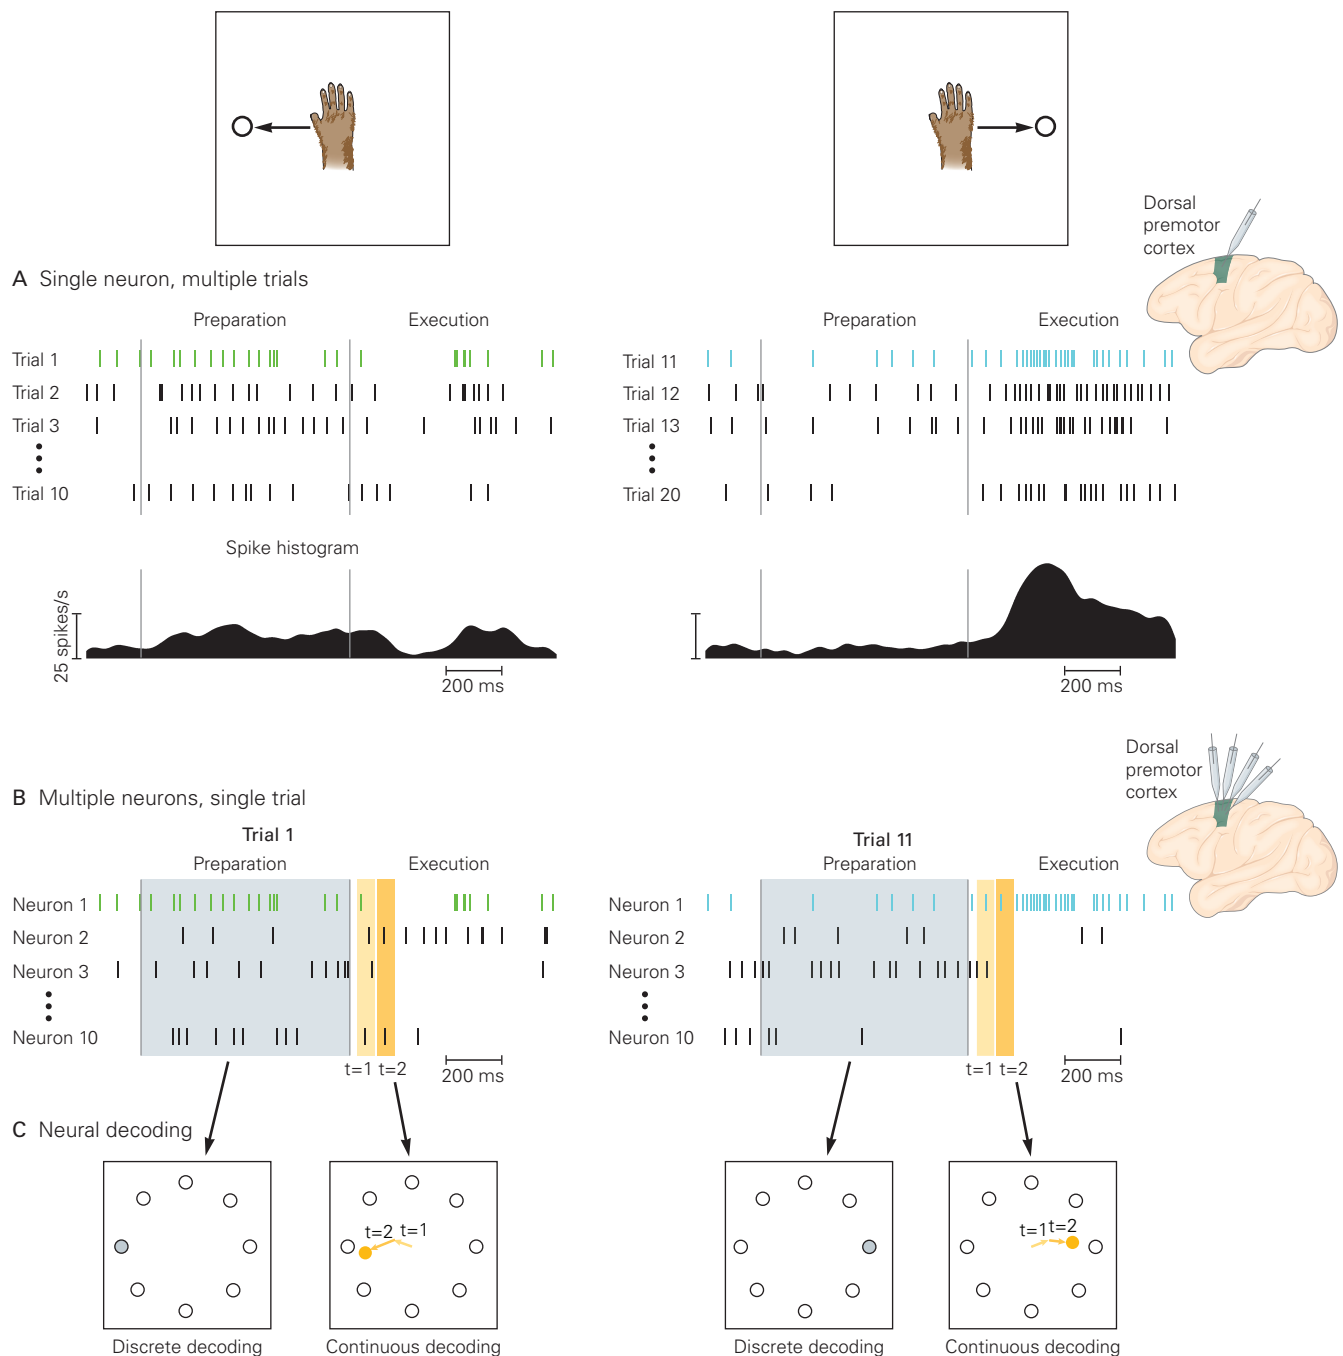 Dorsal
premotor
cortex
A Single neuron, multiple trials
Preparation Execution
Preparation Execution
Trial 1
Trial 2
Trial 3
Trial 10
Trial 11
Trial 12
Trial 13
Trial 20
Spike histogram
25 spikes/s
200 ms
200 ms
Dorsal
premotor
cortex
B Multiple neurons, single trial
Trial 1
Preparation Execution
Trial 11
Preparation Execution
Neuron 1
Neuron 2
Neuron 3
Neuron 10
t=1 t=2
200 ms
Neuron 1
Neuron 2
Neuron 3
Neuron 10
t=1 t=2
200 ms
C Neural decoding
t=2 t=1
t=1 t=2
Discrete decoding
Continuous decoding
Discrete decoding
Continuous decoding